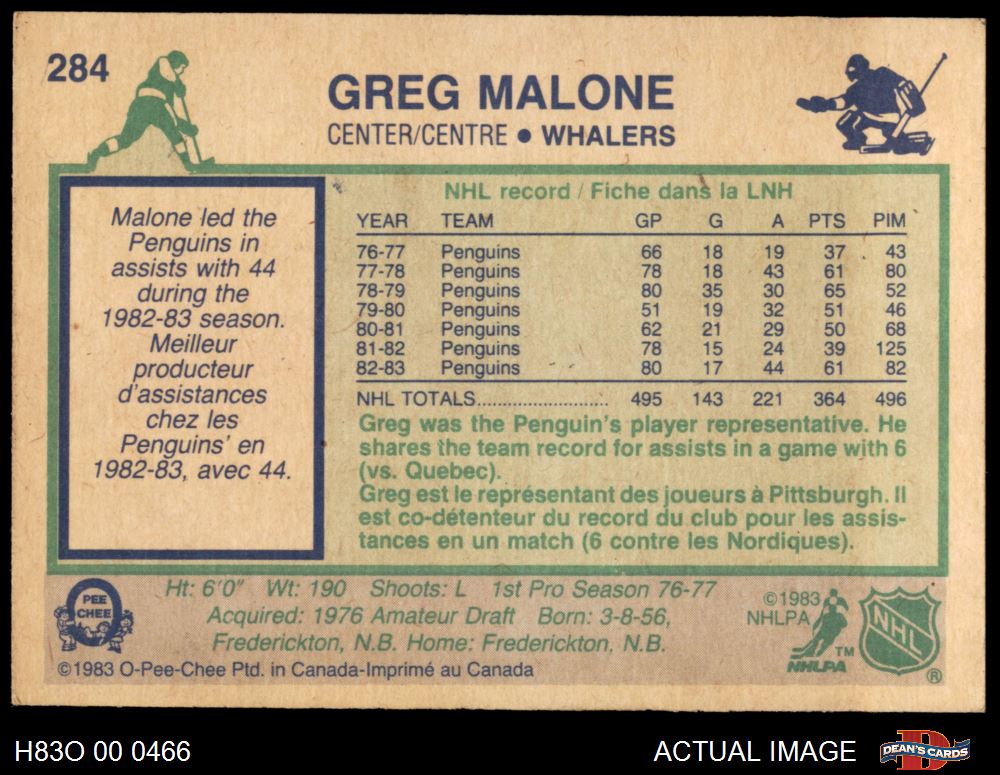 284
GREG MALONE
CENTER/CENTRE • WHALERS
Malone led the
Penguins in
assists with 44
during the
1982-83 season.
Meilleur
producteur
d'assistances
chez les
Penguins' en
1982-83, avec 44.
NHL record / Fiche dans la LNH
YEAR TEAM GP G A PTS PIM
76-77 Penguins 66 18 19 37 43
77-78 Penguins 78 18 43 61 80
78-79 Penguins 80 35 30 65 52
79-80 Penguins 51 19 32 51 46
80-81 Penguins 62 21 29 50 68
81-82 Penguins 78 15 24 39 125
82-83 Penguins 80 17 44 61 82
NHL TOTALS........................ 495 143 221 364 496
Greg was the Penguin's player representative. He
shares the team record for assists in a game with 6
(vs. Quebec).
Greg est le représentant des joueurs à Pittsburgh. Il
est co-détenteur du record du club pour les assis-
tances en un match (6 contre les Nordiques).
O
PEE
CHEE
Ht: 6'0" Wt: 190 Shoots: L 1st Pro Season 76-77
Acquired: 1976 Amateur Draft Born: 3-8-56,
Frederickton, N.B. Home: Frederickton, N.B.
©1983 O-Pee-Chee Ptd. in Canada-Imprimé au Canada
©1983
NHLPA
TM
NHLPA
NHL
®
H83O 00 0466
ACTUAL IMAGE
D
DEAN'S CARDS